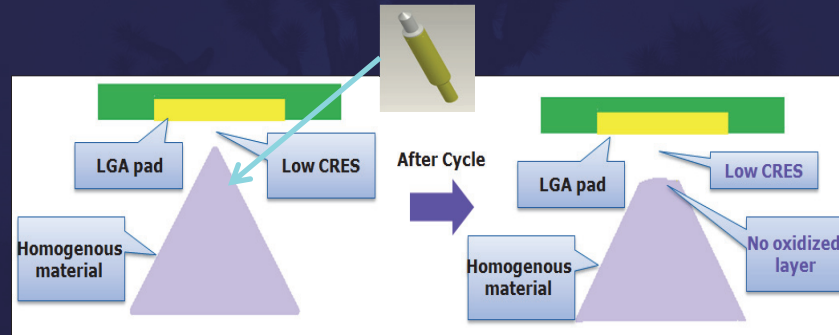 LGA pad
Low CRES
Homogenous
material
After Cycle
LGA pad
Low CRES
No oxidized
layer
Homogenous
material